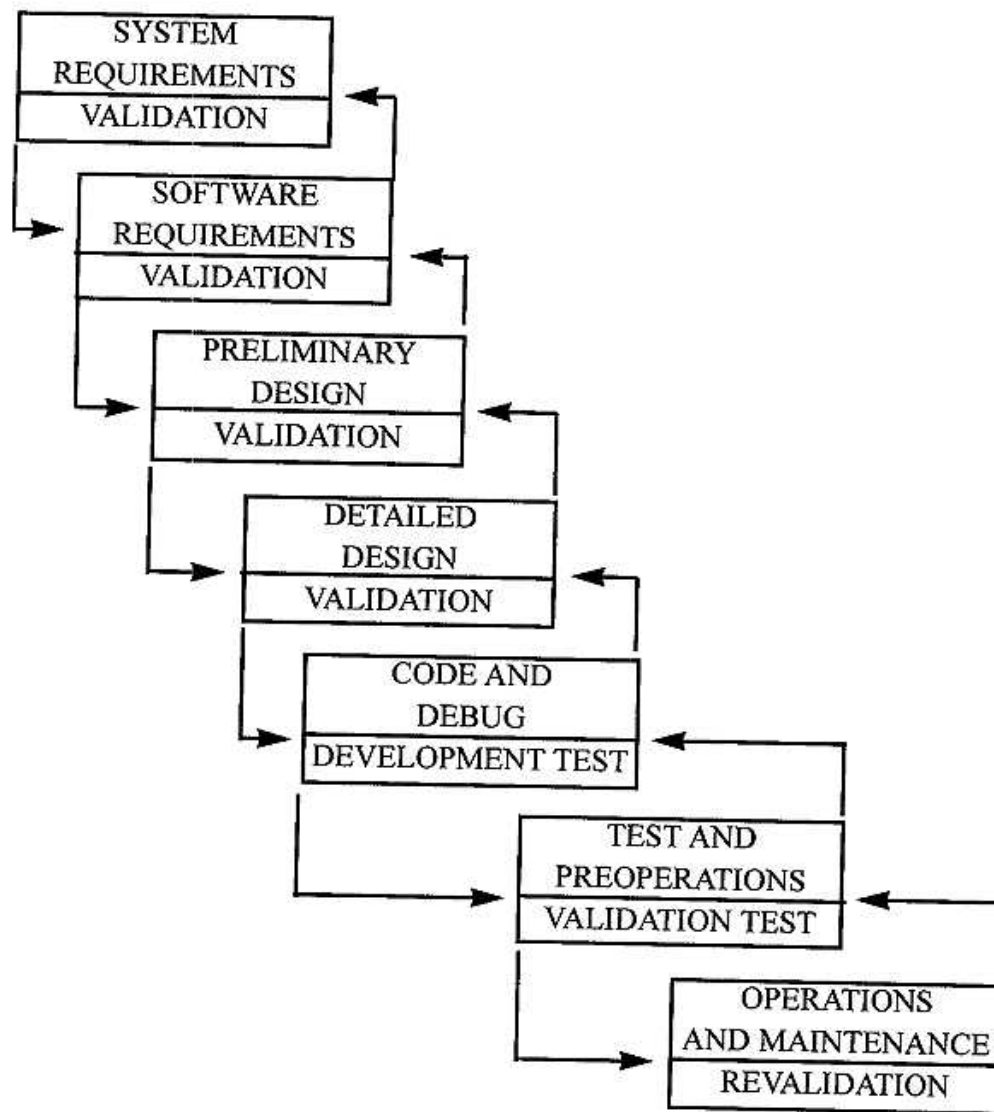 SYSTEM
REQUIREMENTS
VALIDATION
SOFTWARE
REQUIREMENTS
VALIDATION
PRELIMINARY
DESIGN
VALIDATION
DETAILED
DESIGN
VALIDATION
CODE AND
DEBUG
DEVELOPMENT TEST
TEST AND
PREOPERATIONS
VALIDATION TEST
OPERATIONS
AND MAINTENANCE
REVALIDATION